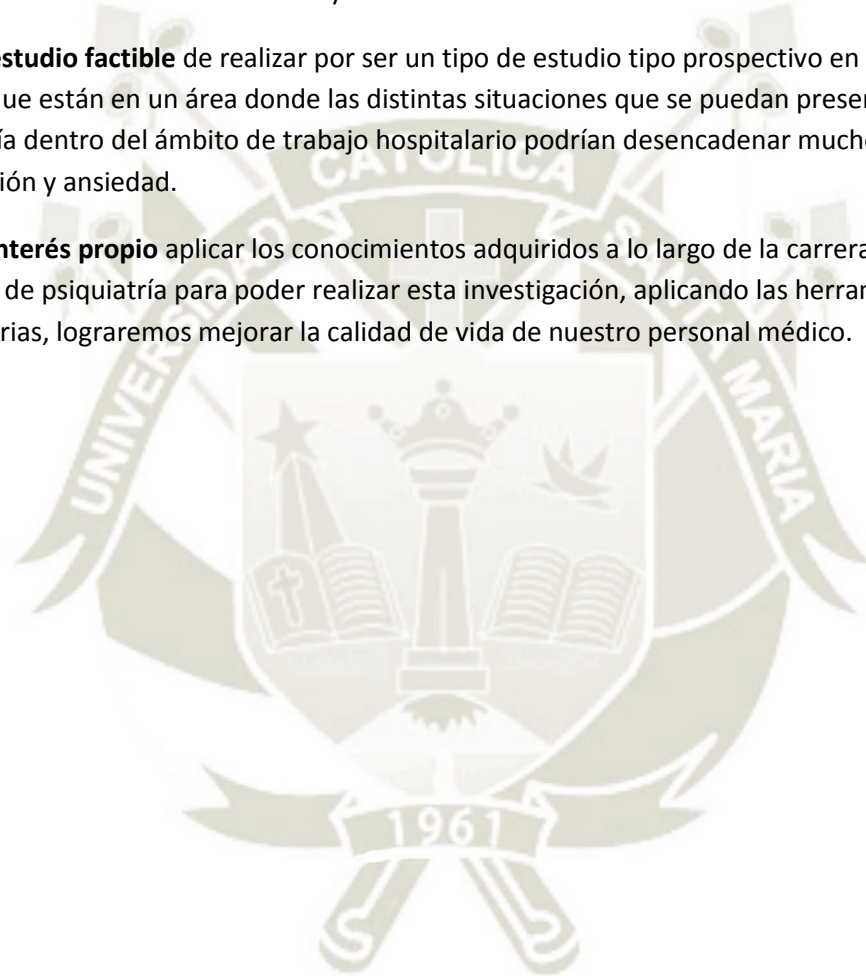 y
estudio factible de realizar por ser un tipo de estudio tipo prospectivo en
ue están en un área donde las distintas situaciones que se puedan presen
ía dentro del ámbito de trabajo hospitalario podrían desencadenar mucho
ión y ansiedad.
nterés propio aplicar los conocimientos adquiridos a lo largo de la carrera
de psiquiatría para poder realizar esta investigación, aplicando las herram
rias, lograremos mejorar la calidad de vida de nuestro personal médico.
UNIVERSIDAD CATOLICA SANTA MARIA
1961